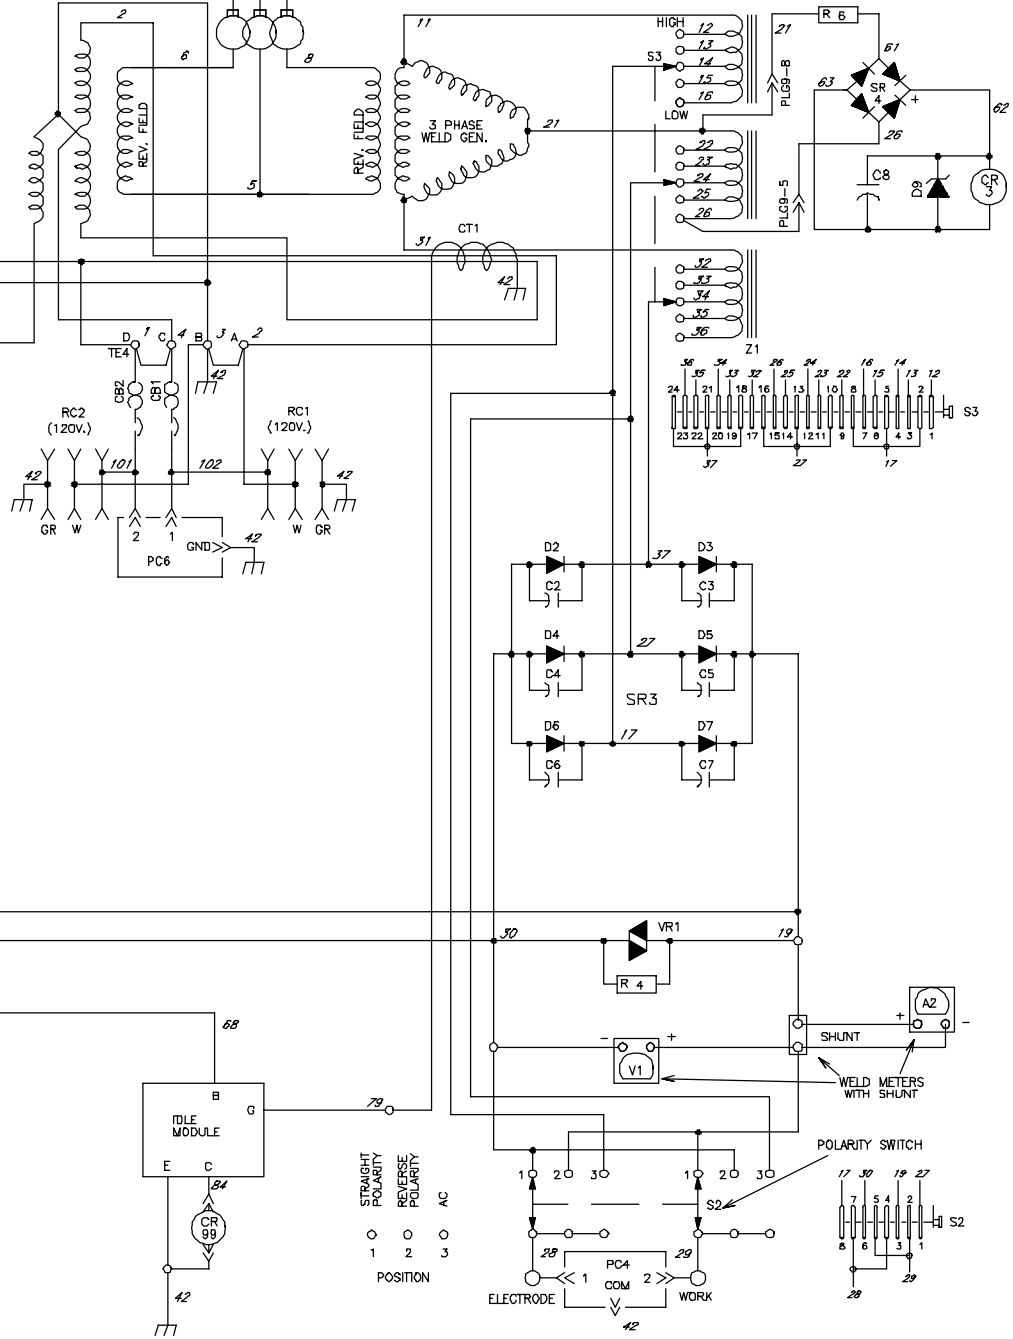 2
11
HIGH
12
21
R 6
13
6
8
S3
14
61
15
PLG9-8
63
SR
4
+
16
LOW
62
REV. FIELD
REV. FIELD
3 PHASE
WELD GEN.
21
26
22
23
5
24
C8
D9
CR
3
25
PLG9-5
26
31
CT1
32
42
33
34
35
36
Z1
D
1
C
4
B
3
A
2
TE4
36
35
34
33
32
26
25
24
23
22
16
15
14
13
12
42
CB2
CB1
24
21
18
16
13
10
8
5
2
S3
RC2
(120V.)
RC1
(120V.)
23
22
20
19
17
15
14
12
11
9
7
6
4
3
1
37
27
17
42
101
102
42
GR
W
2
1
W
GR
GND
42
PC6
D2
37
D3
C2
C3
D4
27
D5
C4
C5
SR3
D6
17
D7
C6
C7
30
VR1
19
R 4
A2
+
-
68
SHUNT
-
+
V1
WELD METERS
WITH SHUNT
B
G
79
IDLE
MODULE
POLARITY SWITCH
E
C
84
STRAIGHT
POLARITY
REVERSE
POLARITY
AC
1
2
3
1
2
3
17
30
19
27
S2
7
5
4
2
S2
CR
99
8
6
3
1
1
2
3
28
29
POSITION
PC4
1
COM
2
29
28
ELECTRODE
WORK
42
42